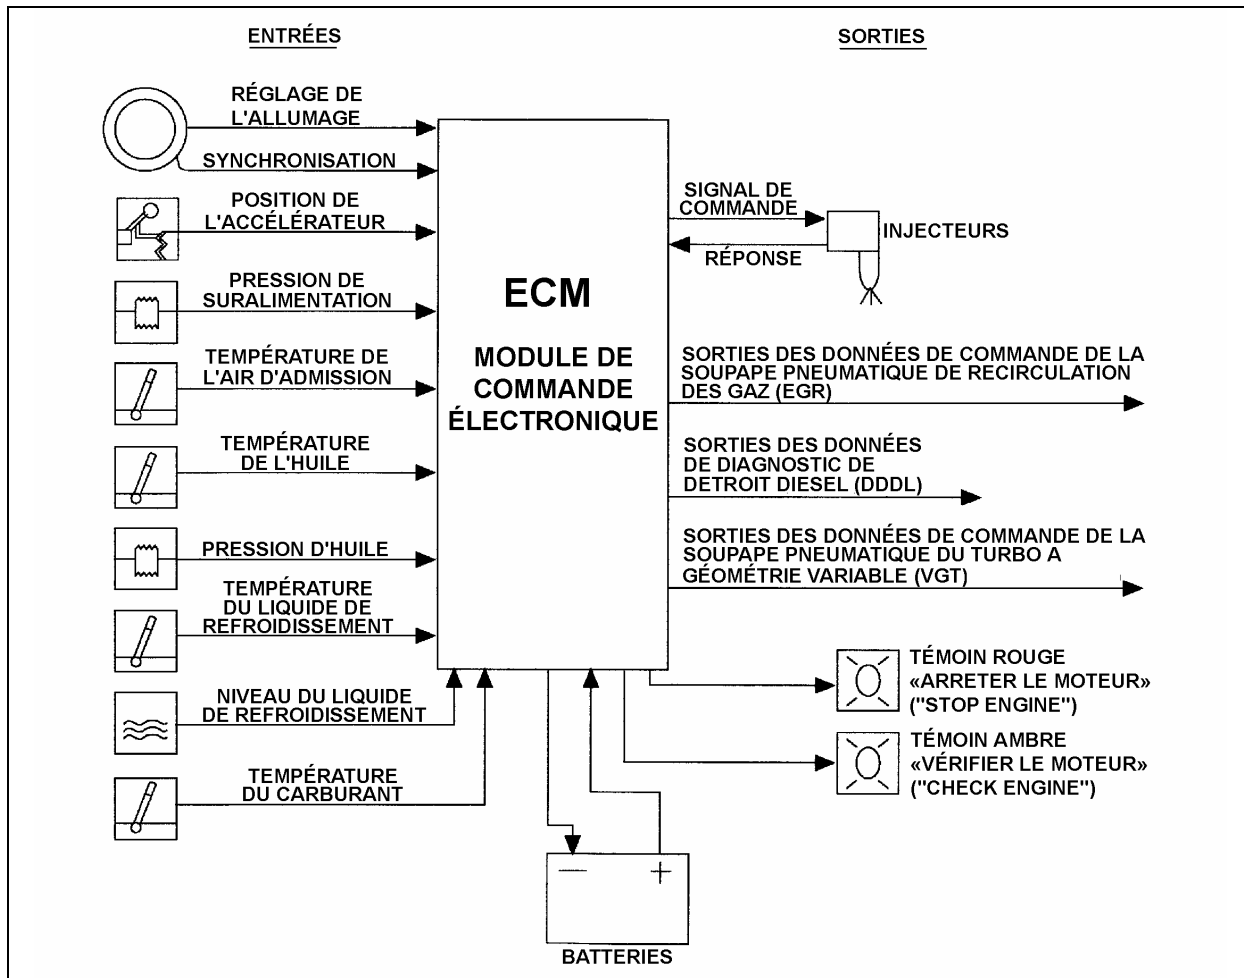 ENTRÉES
SORTIES
RÉGLAGE DE
L'ALLUMAGE
SYNCHRONISATION
POSITION DE
L'ACCÉLÉRATEUR
PRESSION DE
SURALIMENTATION
TEMPÉRATURE DE
L'AIR D'ADMISSION
TEMPÉRATURE
DE L'HUILE
PRESSION D'HUILE
TEMPÉRATURE
DU LIQUIDE DE
REFROIDISSEMENT
NIVEAU DU LIQUIDE
DE REFROIDISSEMENT
TEMPÉRATURE
DU CARBURANT
ECM
MODULE DE
COMMANDE
ÉLECTRONIQUE
SIGNAL DE
COMMANDE
RÉPONSE
INJECTEURS
SORTIES DES DONNÉES DE COMMANDE DE LA
SOUPAPE PNEUMATIQUE DE RECIRCULATION
DES GAZ (EGR)
SORTIES DES DONNÉES
DE DIAGNOSTIC DE
DETROIT DIESEL (DDDL)
SORTIES DES DONNÉES DE COMMANDE DE LA
SOUPAPE PNEUMATIQUE DU TURBO A
GÉOMÉTRIE VARIABLE (VGT)
TÉMOIN ROUGE
«ARRETER LE MOTEUR»
("STOP ENGINE")
TÉMOIN AMBRE
«VÉRIFIER LE MOTEUR»
("CHECK ENGINE")
— +
BATTERIES